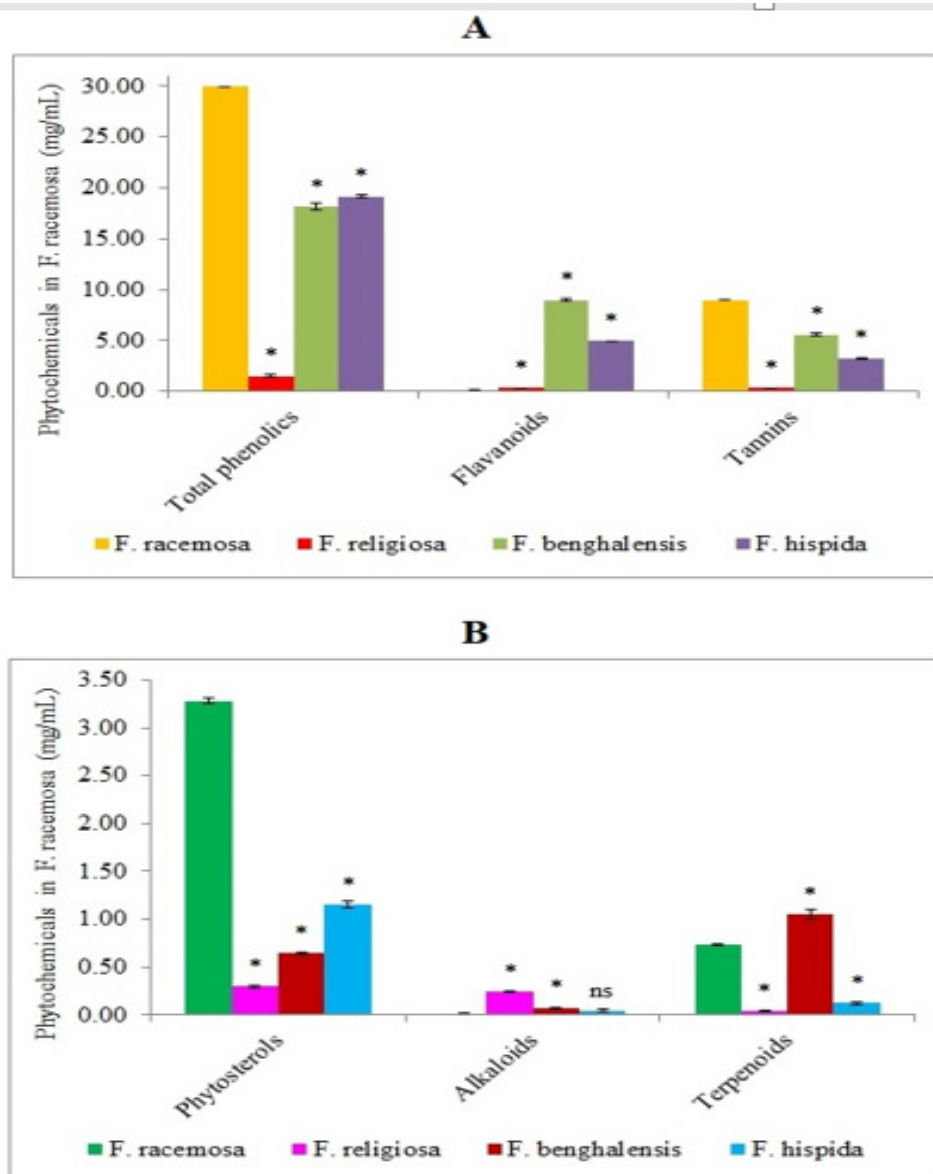 A
Phytochemicals in F. racemosa (mg/mL)
30.00
25.00
20.00
15.00
10.00
5.00
0.00
* * *
* * *
* * *
Total phenolics
Flavanoids
Tannins
F. racemosa F. religiosa F. benghalensis F. hispida
B
Phytochemicals in F. racemosa (mg/mL)
3.50
3.00
2.50
2.00
1.50
1.00
0.50
0.00
* * *
* * ns
* * *
Phytosterols
Alkaloids
Terpenoids
F. racemosa F. religiosa F. benghalensis F. hispida